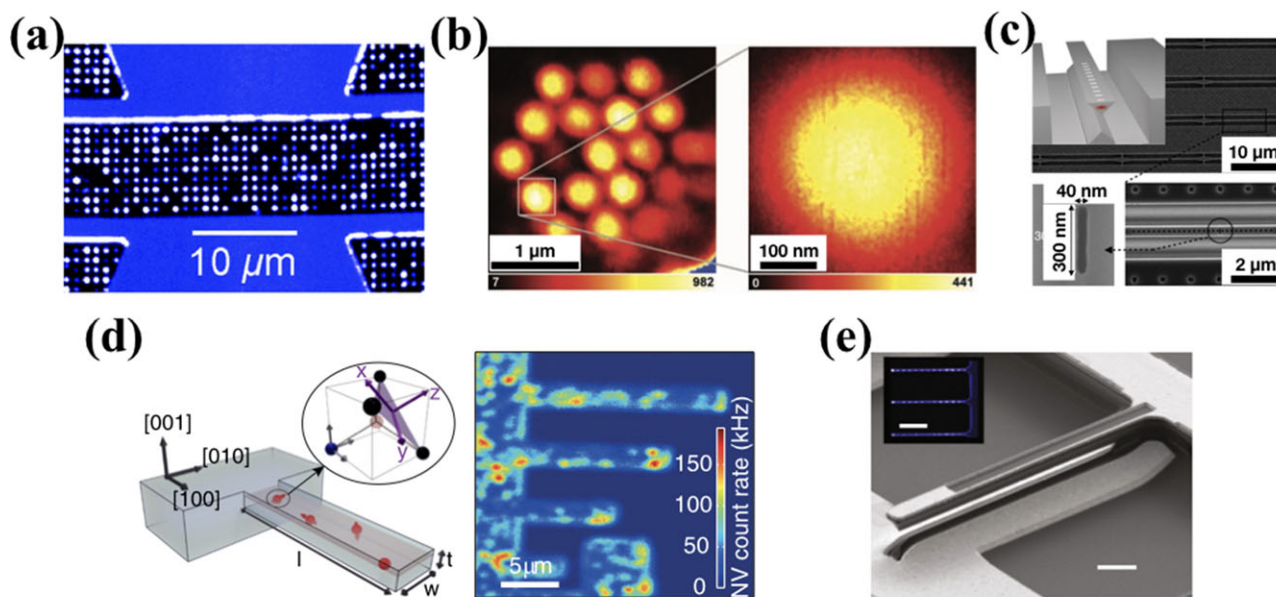 (a)
10 µm
(b)
1 µm
100 nm
7
982
0
441
(c)
10 µm
40 nm
300 nm
2 µm
(d)
[001]
[010]
[100]
x
z
y
l
w
t
5µm
NV count rate (kHz)
150
100
50
0
(e)